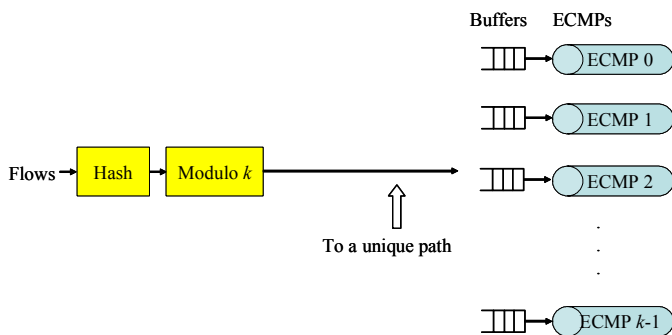 Buffers ECMPs
ECMP 0
ECMP 1
Flows Hash Modulo k ECMP 2
To a unique path
ECMP k-1